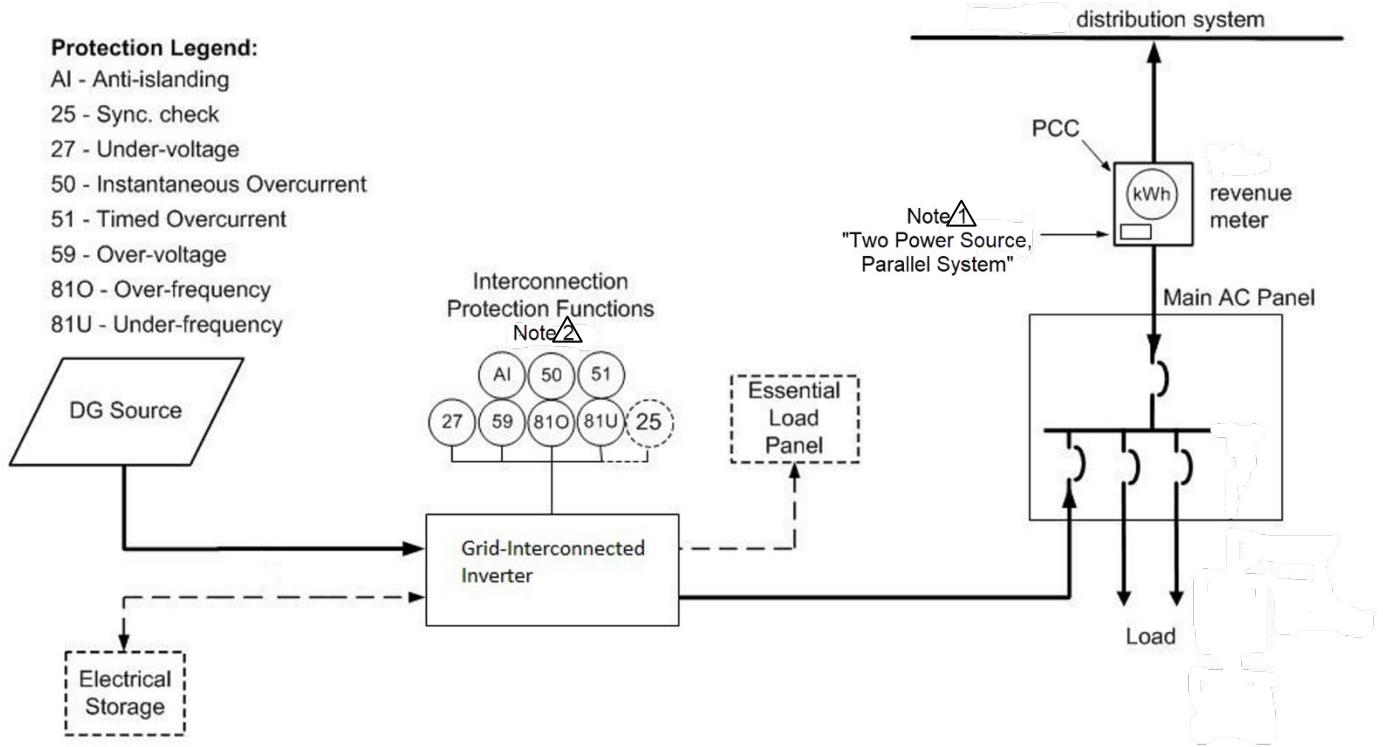 distribution system
Protection Legend:
AI - Anti-islanding
25 - Sync. check
27 - Under-voltage
50 - Instantaneous Overcurrent
51 - Timed Overcurrent
59 - Over-voltage
81O - Over-frequency
81U - Under-frequency
PCC
kWh
revenue
meter
Note 1
"Two Power Source,
Parallel System"
Main AC Panel
Interconnection
Protection Functions
Note 2
AI 50 51
27 59 81O 81U 25
DG Source
Essential
Load
Panel
Grid-Interconnected
Inverter
Load
Electrical
Storage